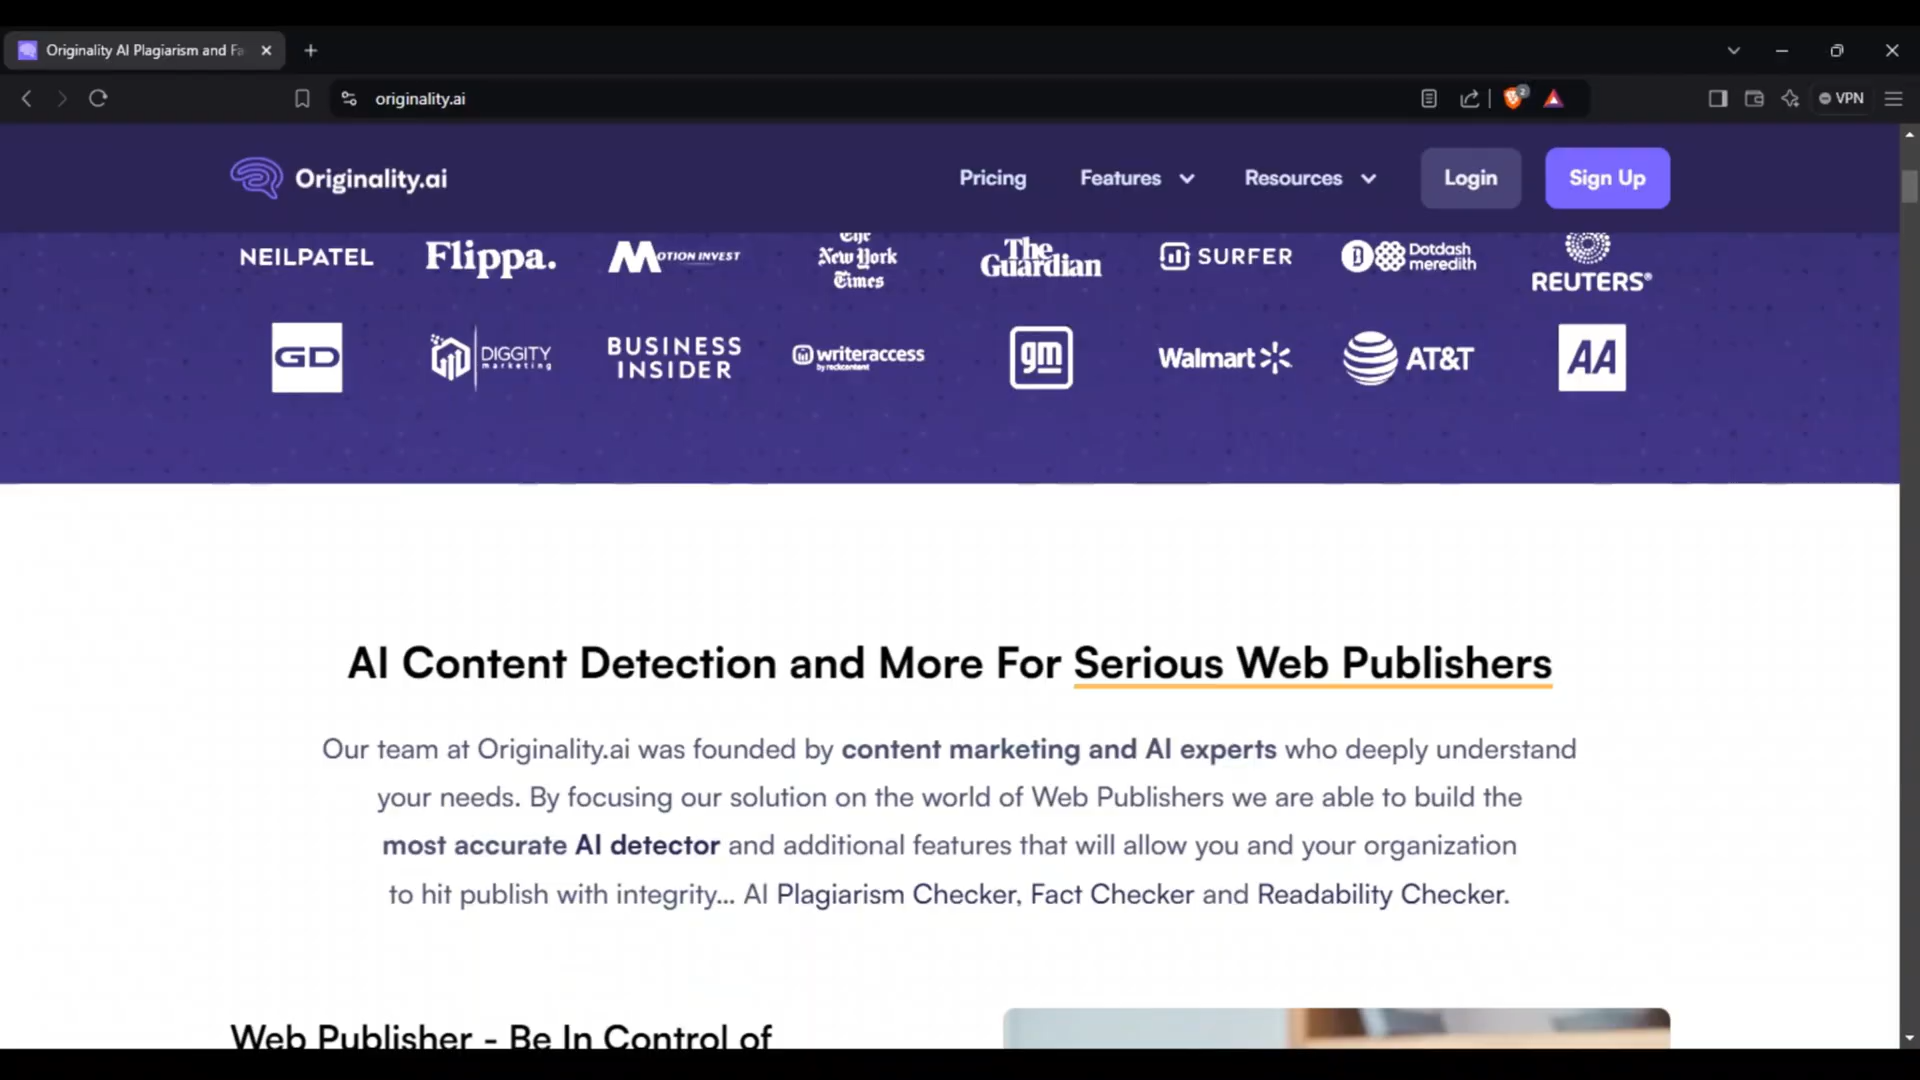 Originality AI Plagiarism and Fa
originality.ai
2
VPN
Originality.ai
Pricing
Features
Resources
Login
Sign Up
NEILPATEL
Flippa.
MOTION INVEST
The
New York
Times
The
Guardian
SURFER
D
Dotdash
meredith
REUTERS®
GD
DIGGITY
marketing
BUSINESS
INSIDER
writeraccess
by rockcontent
gm
Walmart
AT&T
AA
AI Content Detection and More For Serious Web Publishers
Our team at Originality.ai was founded by content marketing and AI experts who deeply understand
your needs. By focusing our solution on the world of Web Publishers we are able to build the
most accurate AI detector and additional features that will allow you and your organization
to hit publish with integrity... AI Plagiarism Checker, Fact Checker and Readability Checker.
Web Publisher - Be In Control of